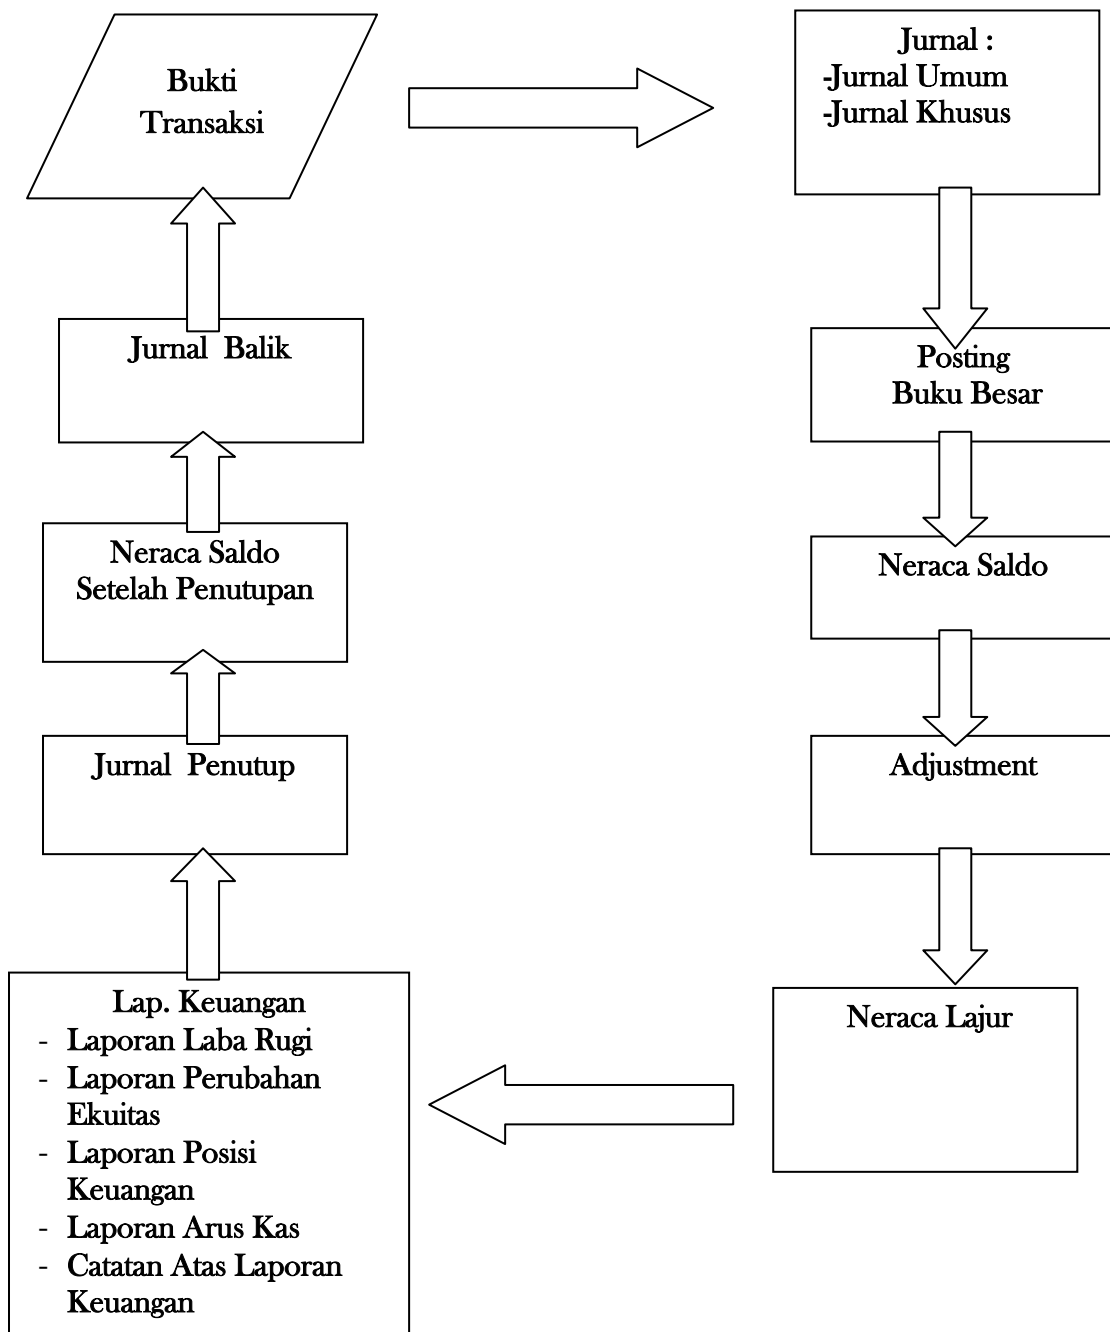 Bukti
Transaksi
Jurnal :
-Jurnal Umum
-Jurnal Khusus
Posting
Buku Besar
Neraca Saldo
Adjustment
Neraca Lajur
Lap. Keuangan
- Laporan Laba Rugi
- Laporan Perubahan
Ekuitas
- Laporan Posisi
Keuangan
- Laporan Arus Kas
- Catatan Atas Laporan
Keuangan
Jurnal Penutup
Neraca Saldo
Setelah Penutupan
Jurnal Balik